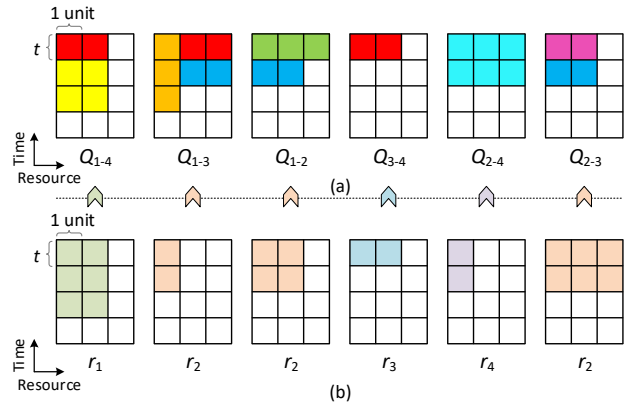 1 unit
t
Time
Resource
Q1-4 Q1-3 Q1-2 Q3-4 Q2-4 Q2-3
(a)
1 unit
t
Time
Resource
r1 r2 r2 r3 r4 r2
(b)